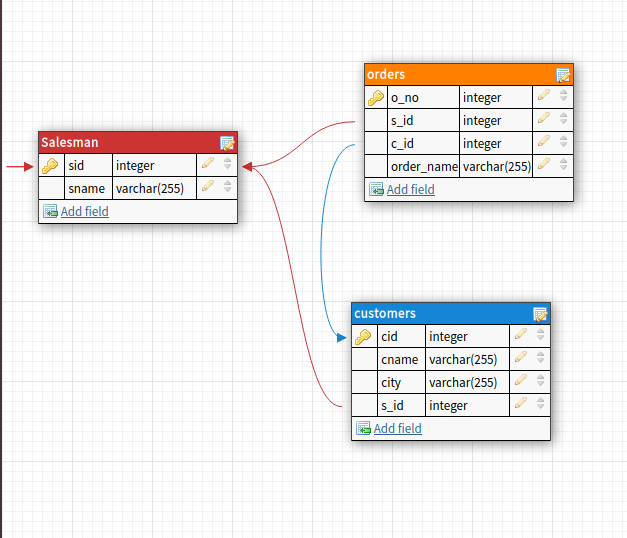 Salesman
sid integer
sname varchar(255)
Add field
orders
o_no integer
s_id integer
c_id integer
order_name varchar(255)
Add field
customers
cid integer
cname varchar(255)
city varchar(255)
s_id integer
Add field